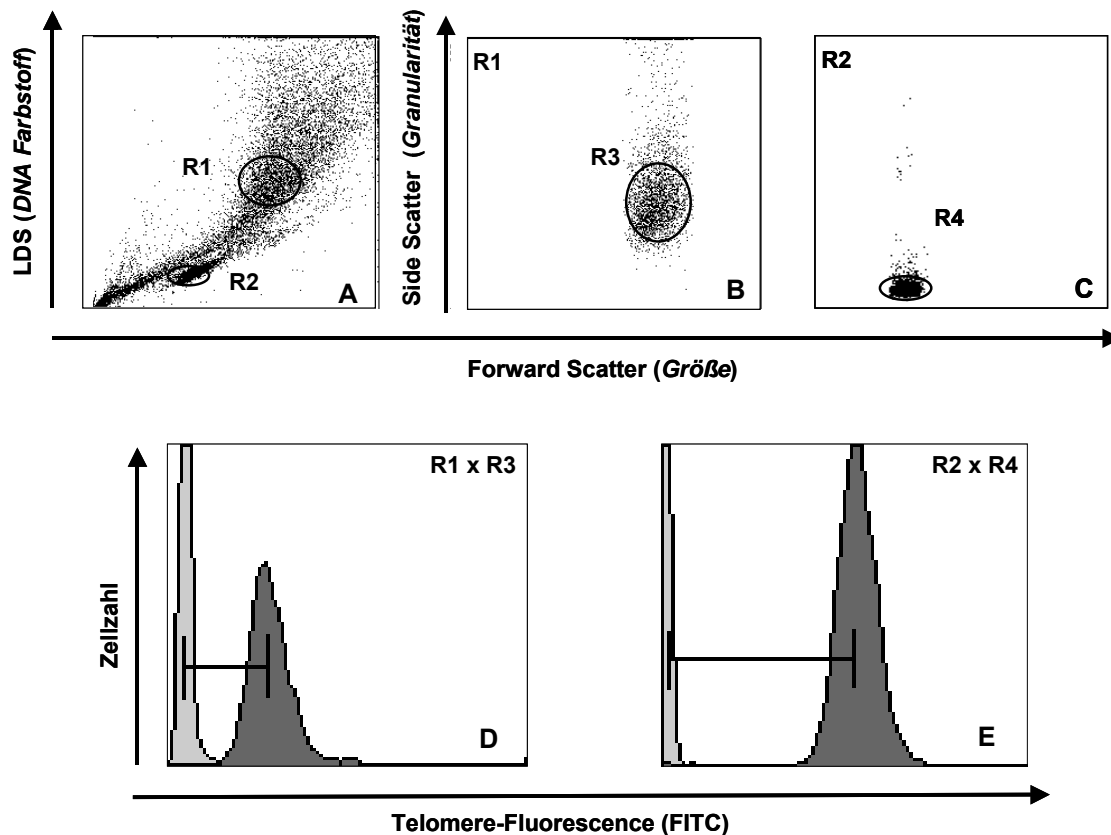 LDS (DNA Farbstoff)
R1
R2
A
Side Scatter (Granularität)
R1
R3
B
R2
R4
C
Forward Scatter (Größe)
Zellzahl
R1 x R3
D
R2 x R4
E
Telomere-Fluorescence (FITC)